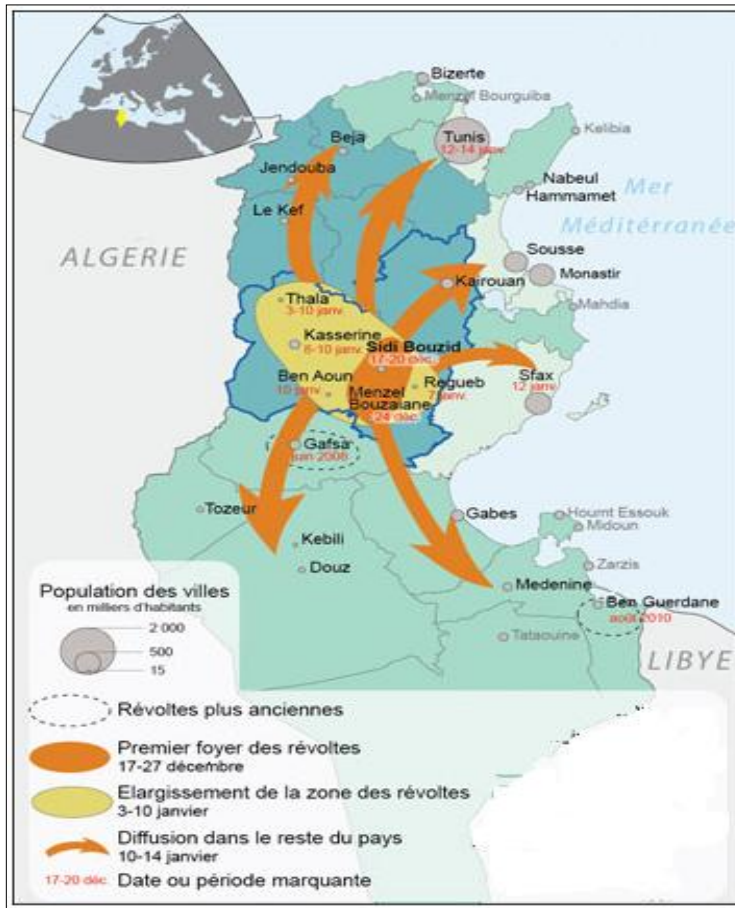 Bizerte
Menzel Bourguiba
Tunis
12-14 janv.
Kelibia
Beja
Jendouba
Le Kef
Nabeul
Hammamet
Mer
Méditérranée
ALGERIE
Sousse
Monastir
Kairouan
Mahdia
Thala
3-10 janv.
Kasserine
8-10 janv.
Sidi Bouzid
17-20 déc.
Ben Aoun
10 janv.
Menzel
Bouzaiane
24 déc.
Regueb
7 janv.
Sfax
12 janv.
Gafsa
juin 2008
Tozeur
Kebili
Douz
Gabes
Houmt Essouk
Midoun
Zarzis
Medenine
Ben Guerdane
août 2010
Tataouine
LIBYE
Population des villes
en milliers d'habitants
2 000
500
15
Révoltes plus anciennes
Premier foyer des révoltes
17-27 décembre
Elargissement de la zone des révoltes
3-10 janvier
Diffusion dans le reste du pays
10-14 janvier
17-20 déc. Date ou période marquante